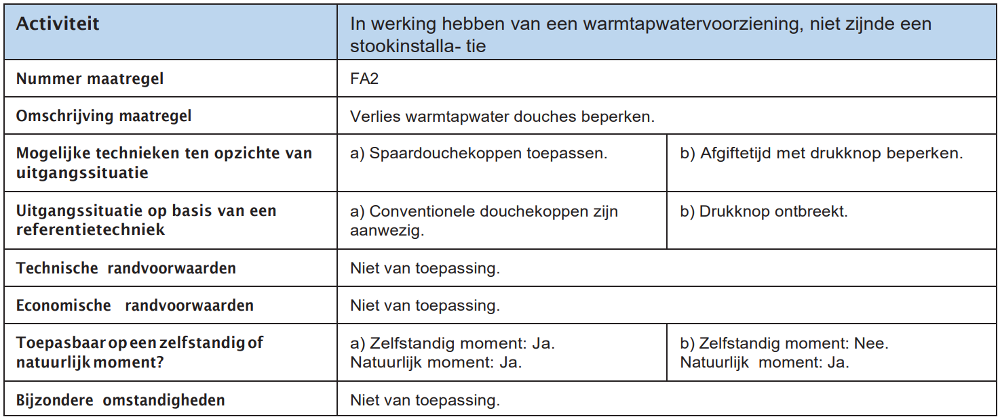 Activiteit
In werking hebben van een warmtapwatervoorziening, niet zijnde een
stookinstalla- tie
Nummer maatregel
FA2
Omschrijving maatregel
Verlies warmtapwater douches beperken.
Mogelijke technieken ten opzichte van
uitgangssituatie
a) Spaardouchekoppen toepassen.
b) Afgiftetijd met drukknop beperken.
Uitgangssituatie op basis van een
referentietechniek
a) Conventionele douchekoppen zijn
aanwezig.
b) Drukknop ontbreekt.
Technische randvoorwaarden
Niet van toepassing.
Economische randvoorwaarden
Niet van toepassing.
Toepasbaar op een zelfstandig of
natuurlijk moment?
a) Zelfstandig moment: Ja.
Natuurlijk moment: Ja.
b) Zelfstandig moment: Nee.
Natuurlijk moment: Ja.
Bijzondere omstandigheden
Niet van toepassing.